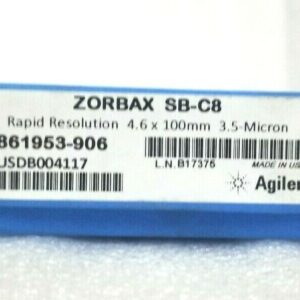 ZORBAX SB-C8
Rapid Resolution 4.6 x 100mm 3.5-Micron
861953-906
USDB004117
L.N. B17375
MADE IN US
Agilen